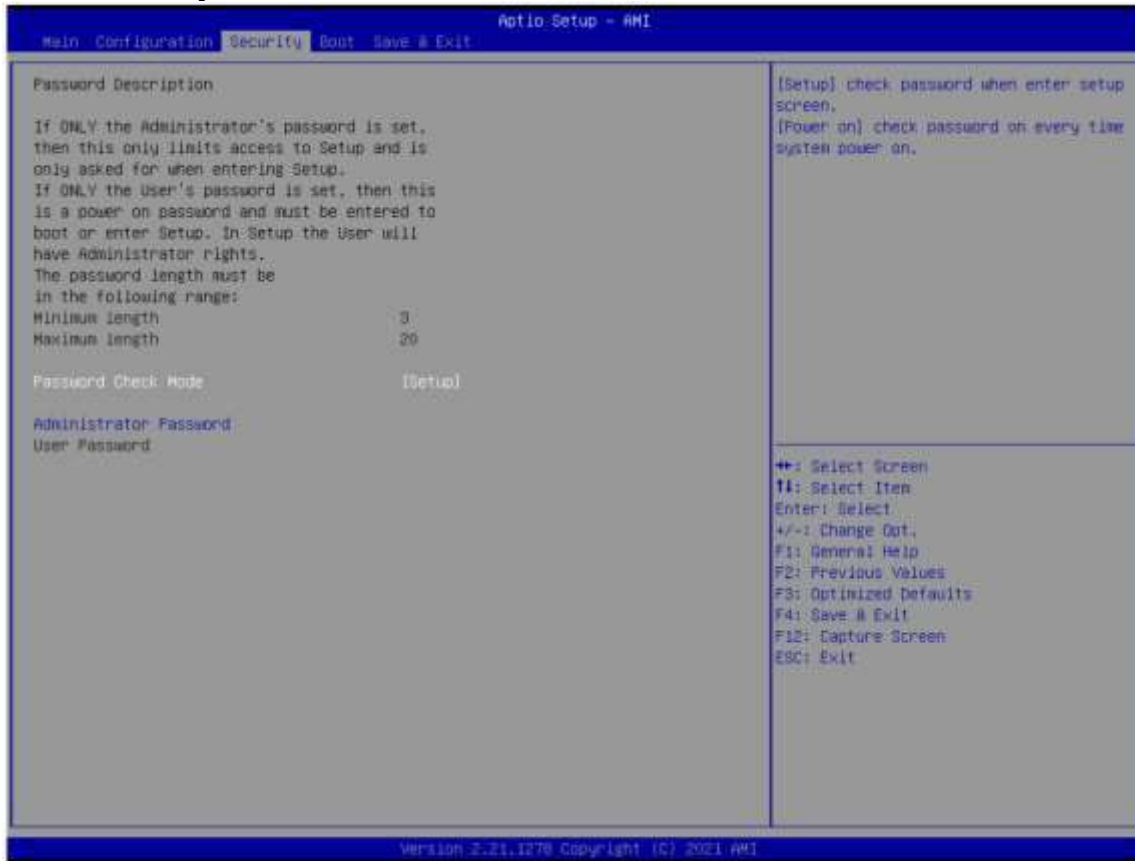 Aptio Setup - AMI
Main Configuration Security Boot Save & Exit
Password Description
If ONLY the Administrator's password is set,
then this only limits access to Setup and is
only asked for when entering Setup.
If ONLY the User's password is set, then this
is a power on password and must be entered to
boot or enter Setup. In Setup the User will
have Administrator rights.
The password length must be
in the following range:
Minimum length 3
Maximum length 20
Password Check Mode [Setup]
Administrator Password
User Password
[Setup] check password when enter setup
screen.
[Power on] check password on every time
system power on.
→←: Select Screen
↑↓: Select Item
Enter: Select
+/-: Change Opt.
F1: General Help
F2: Previous Values
F3: Optimized Defaults
F4: Save & Exit
F12: Capture Screen
ESC: Exit
Version 2.21.1278 Copyright (C) 2021 AMI